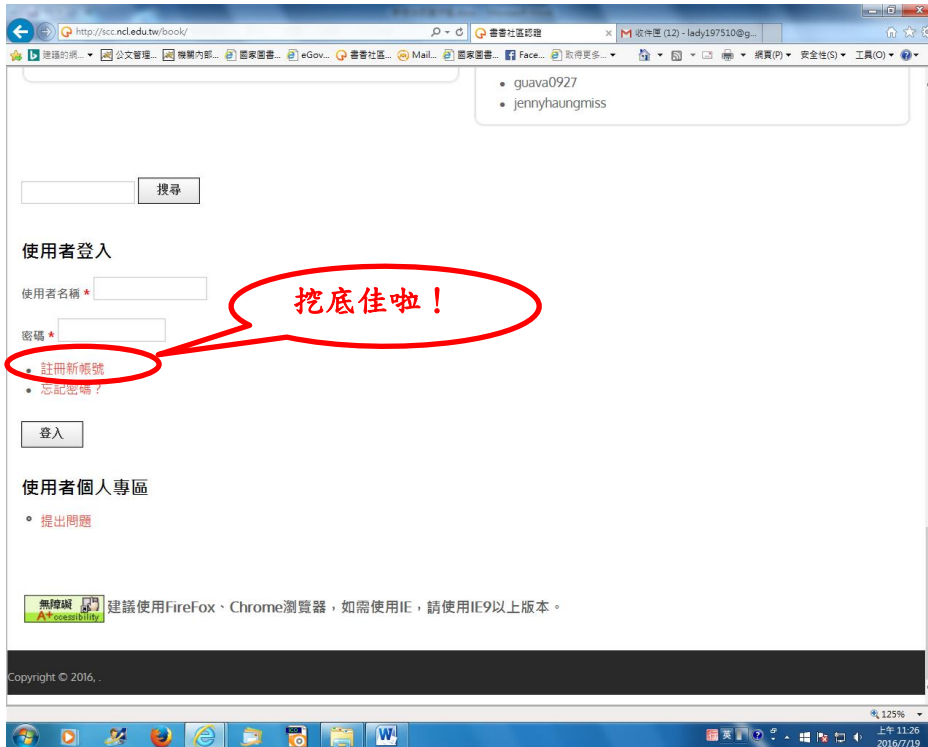 http://scc.ncl.edu.tw/book/
書香社區認證
收件匣 (12) - lady197510@g...
建議的網...
公文管理...
機關內部...
國家圖書...
eGov...
書香社區...
Mail...
國家圖書...
Face...
取得更多...
網頁(P)
安全性(S)
工具(O)
guava0927
jennyhaungmiss
搜尋
使用者登入
使用者名稱 *
挖底佳啦！
密碼 *
註冊新帳號
忘記密碼？
登入
使用者個人專區
提出問題
無障礙
A+ccessibility
建議使用FireFox、Chrome瀏覽器，如需使用IE，請使用IE9以上版本。
Copyright © 2016, .
125%
英
上午 11:26
2016/7/19